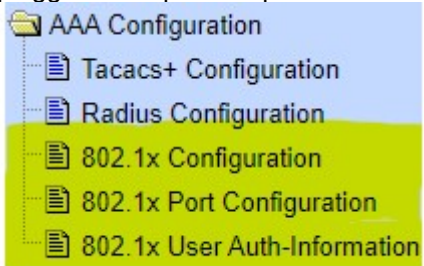 AAA Configuration
Tacacs+ Configuration
Radius Configuration
802.1x Configuration
802.1x Port Configuration
802.1x User Auth-Information